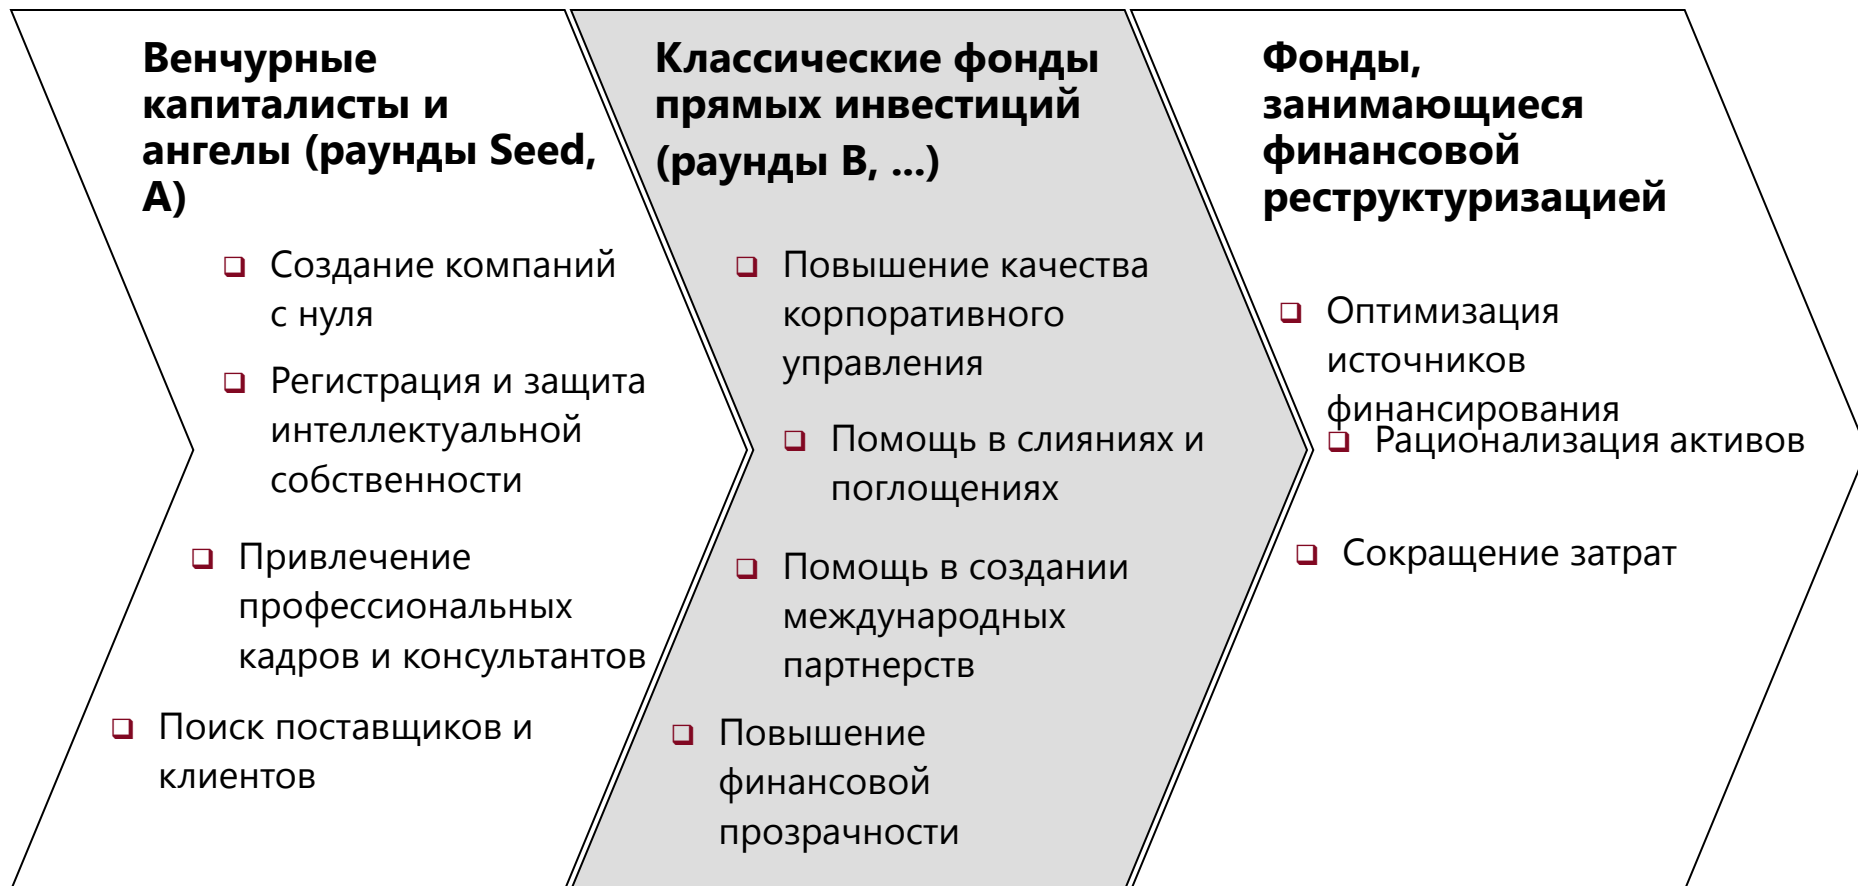 Венчурные
капиталисты и
ангелы (раунды Seed,
A)
Создание компаний
с нуля
Регистрация и защита
интеллектуальной
собственности
Привлечение
профессиональных
кадров и консультантов
Поиск поставщиков и
клиентов
Классические фонды
прямых инвестиций
(раунды B, ...)
Повышение качества
корпоративного
управления
Помощь в слияниях и
поглощениях
Помощь в создании
международных
партнерств
Повышение
финансовой
прозрачности
Фонды,
занимающиеся
финансовой
реструктуризацией
Оптимизация
источников
финансирования
Рационализация активов
Сокращение затрат